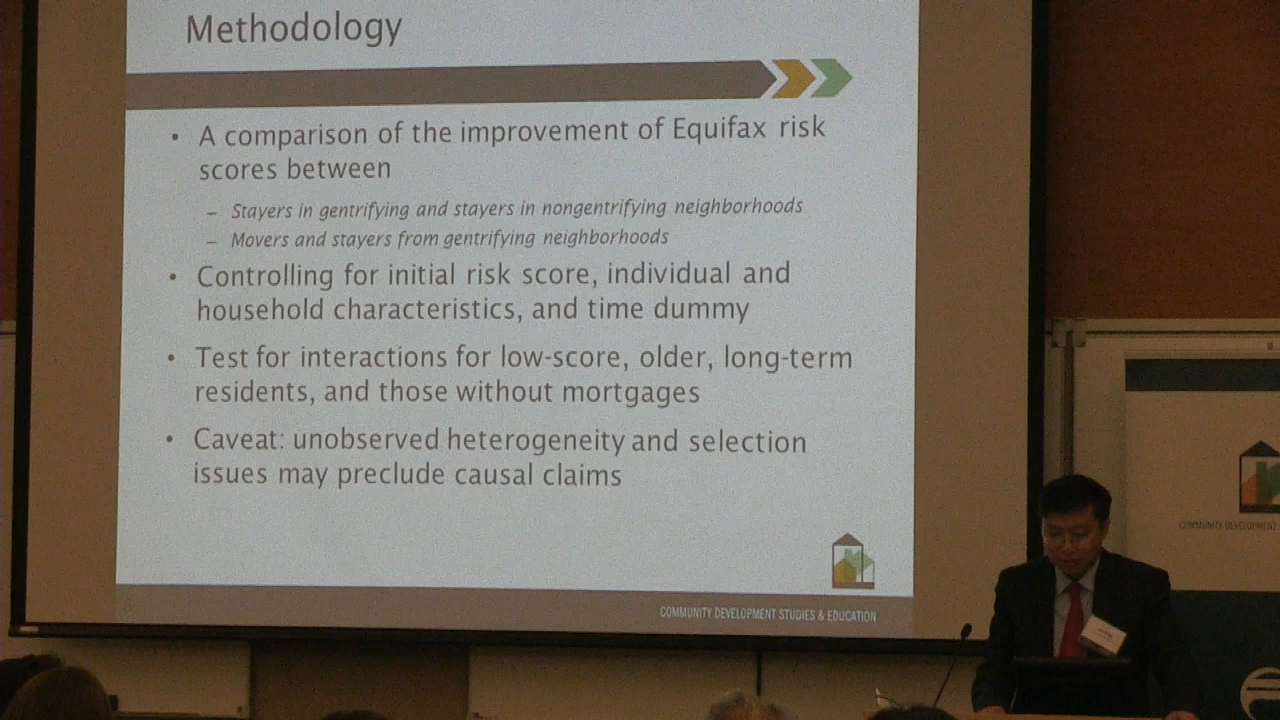 Methodology
• A comparison of the improvement of Equifax risk
scores between
– Stayers in gentrifying and stayers in nongentrifying neighborhoods
– Movers and stayers from gentrifying neighborhoods
• Controlling for initial risk score, individual and
household characteristics, and time dummy
• Test for interactions for low-score, older, long-term
residents, and those without mortgages
• Caveat: unobserved heterogeneity and selection
issues may preclude causal claims
COMMUNITY DEVELOPMENT STUDIES & EDUCATION
COMMUNITY DEVELOPMENT